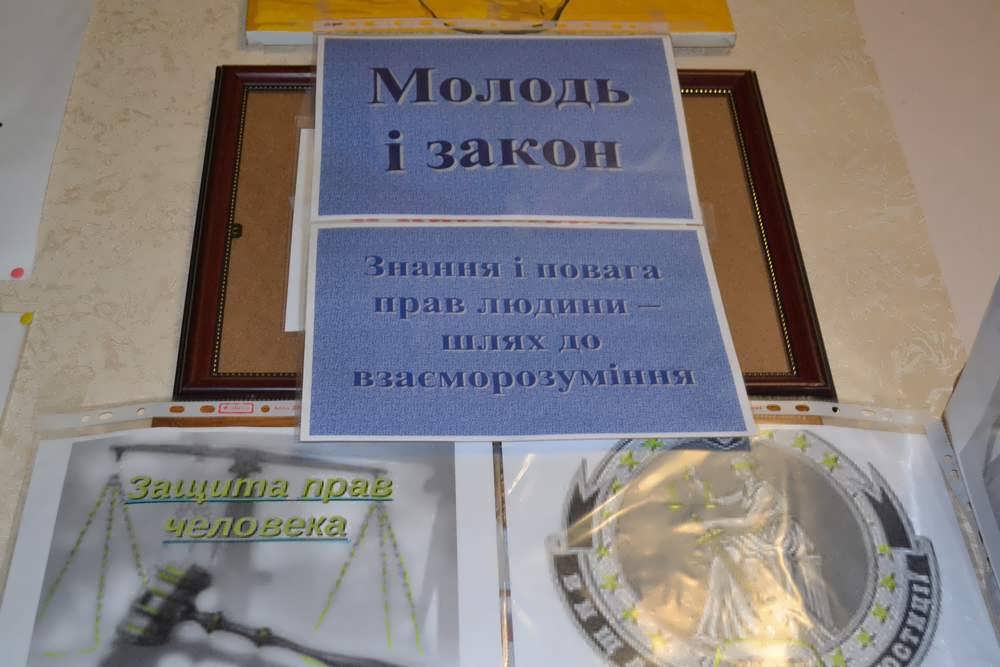 Молодь
і закон
Знання і повага
прав людини –
шлях до
взаєморозуміння
Защита прав
человека